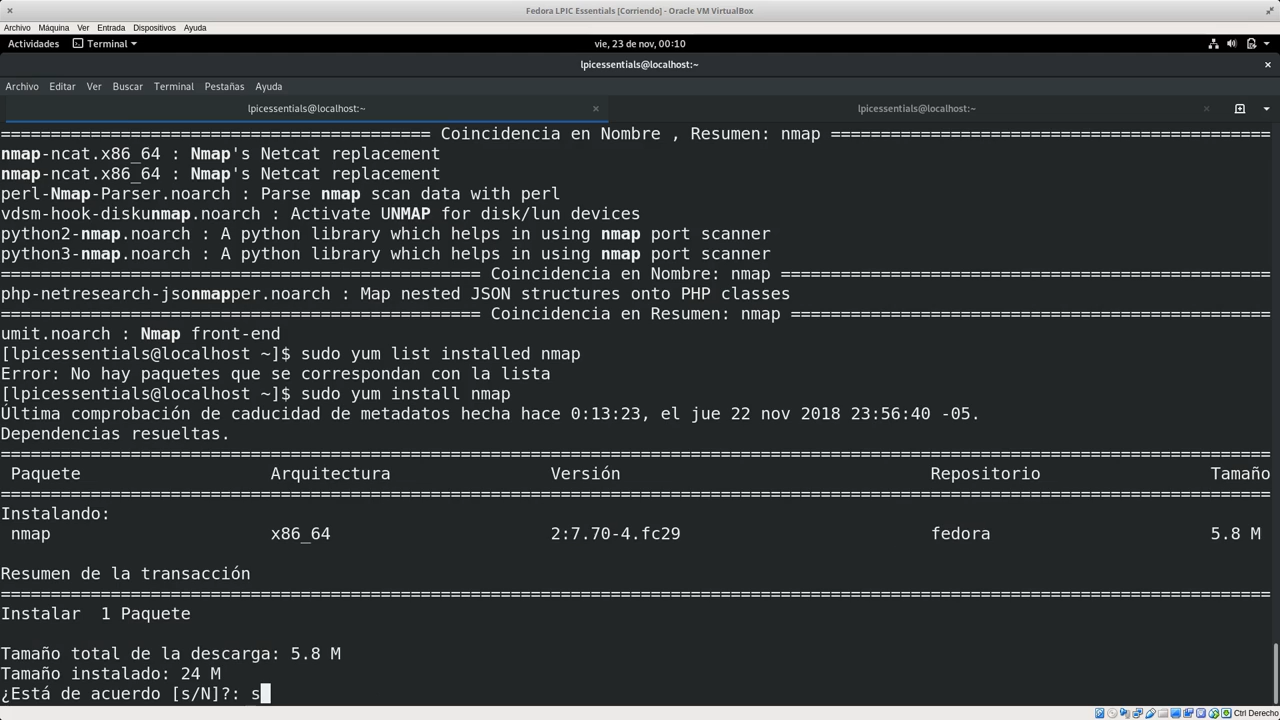 Fedora LPIC Essentials [Corriendo] - Oracle VM VirtualBox
Archivo Máquina Ver Entrada Dispositivos Ayuda
Actividades Terminal vie, 23 de nov, 00:10
lpicessentials@localhost:~
Archivo Editar Ver Buscar Terminal Pestañas Ayuda
lpicessentials@localhost:~ lpicessentials@localhost:~
=========================================== Coincidencia en Nombre , Resumen: nmap ============================================
nmap-ncat.x86_64 : Nmap's Netcat replacement
nmap-ncat.x86_64 : Nmap's Netcat replacement
perl-Nmap-Parser.noarch : Parse nmap scan data with perl
vdsm-hook-diskunmap.noarch : Activate UNMAP for disk/lun devices
python2-nmap.noarch : A python library which helps in using nmap port scanner
python3-nmap.noarch : A python library which helps in using nmap port scanner
================================================ Coincidencia en Nombre: nmap =================================================
php-netresearch-jsonmapper.noarch : Map nested JSON structures onto PHP classes
================================================ Coincidencia en Resumen: nmap ================================================
umit.noarch : Nmap front-end
[lpicessentials@localhost ~]$ sudo yum list installed nmap
Error: No hay paquetes que se correspondan con la lista
[lpicessentials@localhost ~]$ sudo yum install nmap
Última comprobación de caducidad de metadatos hecha hace 0:13:23, el jue 22 nov 2018 23:56:40 -05.
Dependencias resueltas.
===============================================================================================================================
Paquete Arquitectura Versión Repositorio Tamaño
===============================================================================================================================
Instalando:
nmap x86_64 2:7.70-4.fc29 fedora 5.8 M
Resumen de la transacción
===============================================================================================================================
Instalar 1 Paquete
Tamaño total de la descarga: 5.8 M
Tamaño instalado: 24 M
¿Está de acuerdo [s/N]?: s
Ctrl Derecho